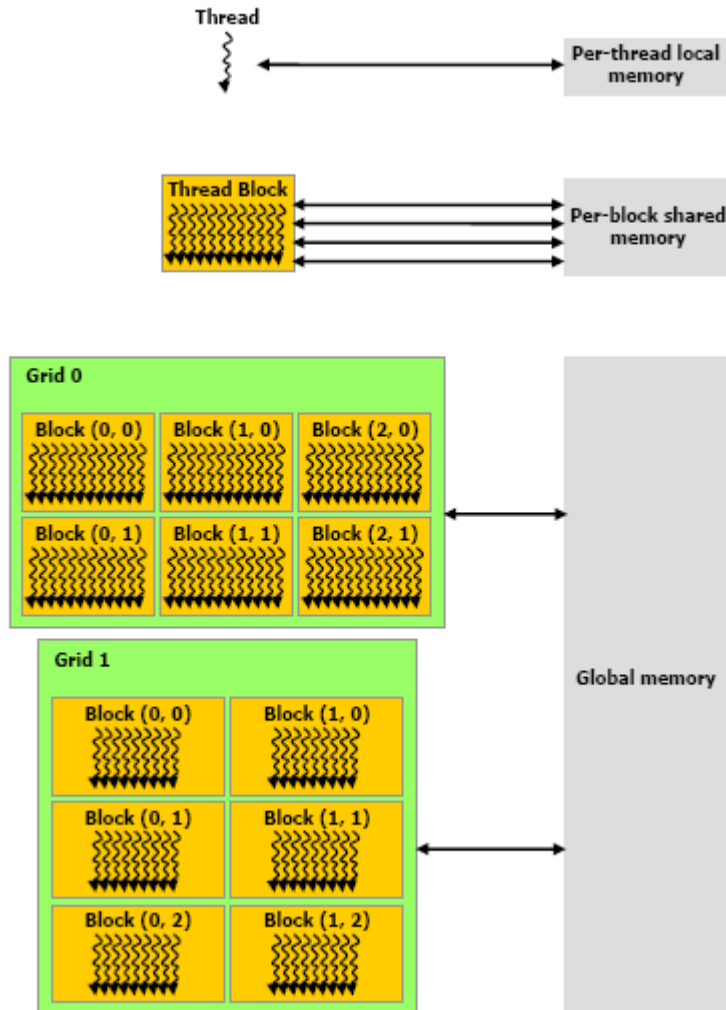 Thread
Per-thread local
memory
Thread Block
Per-block shared
memory
Grid 0
Block (0, 0)
Block (1, 0)
Block (2, 0)
Block (0, 1)
Block (1, 1)
Block (2, 1)
Grid 1
Block (0, 0)
Block (1, 0)
Global memory
Block (0, 1)
Block (1, 1)
Block (0, 2)
Block (1, 2)